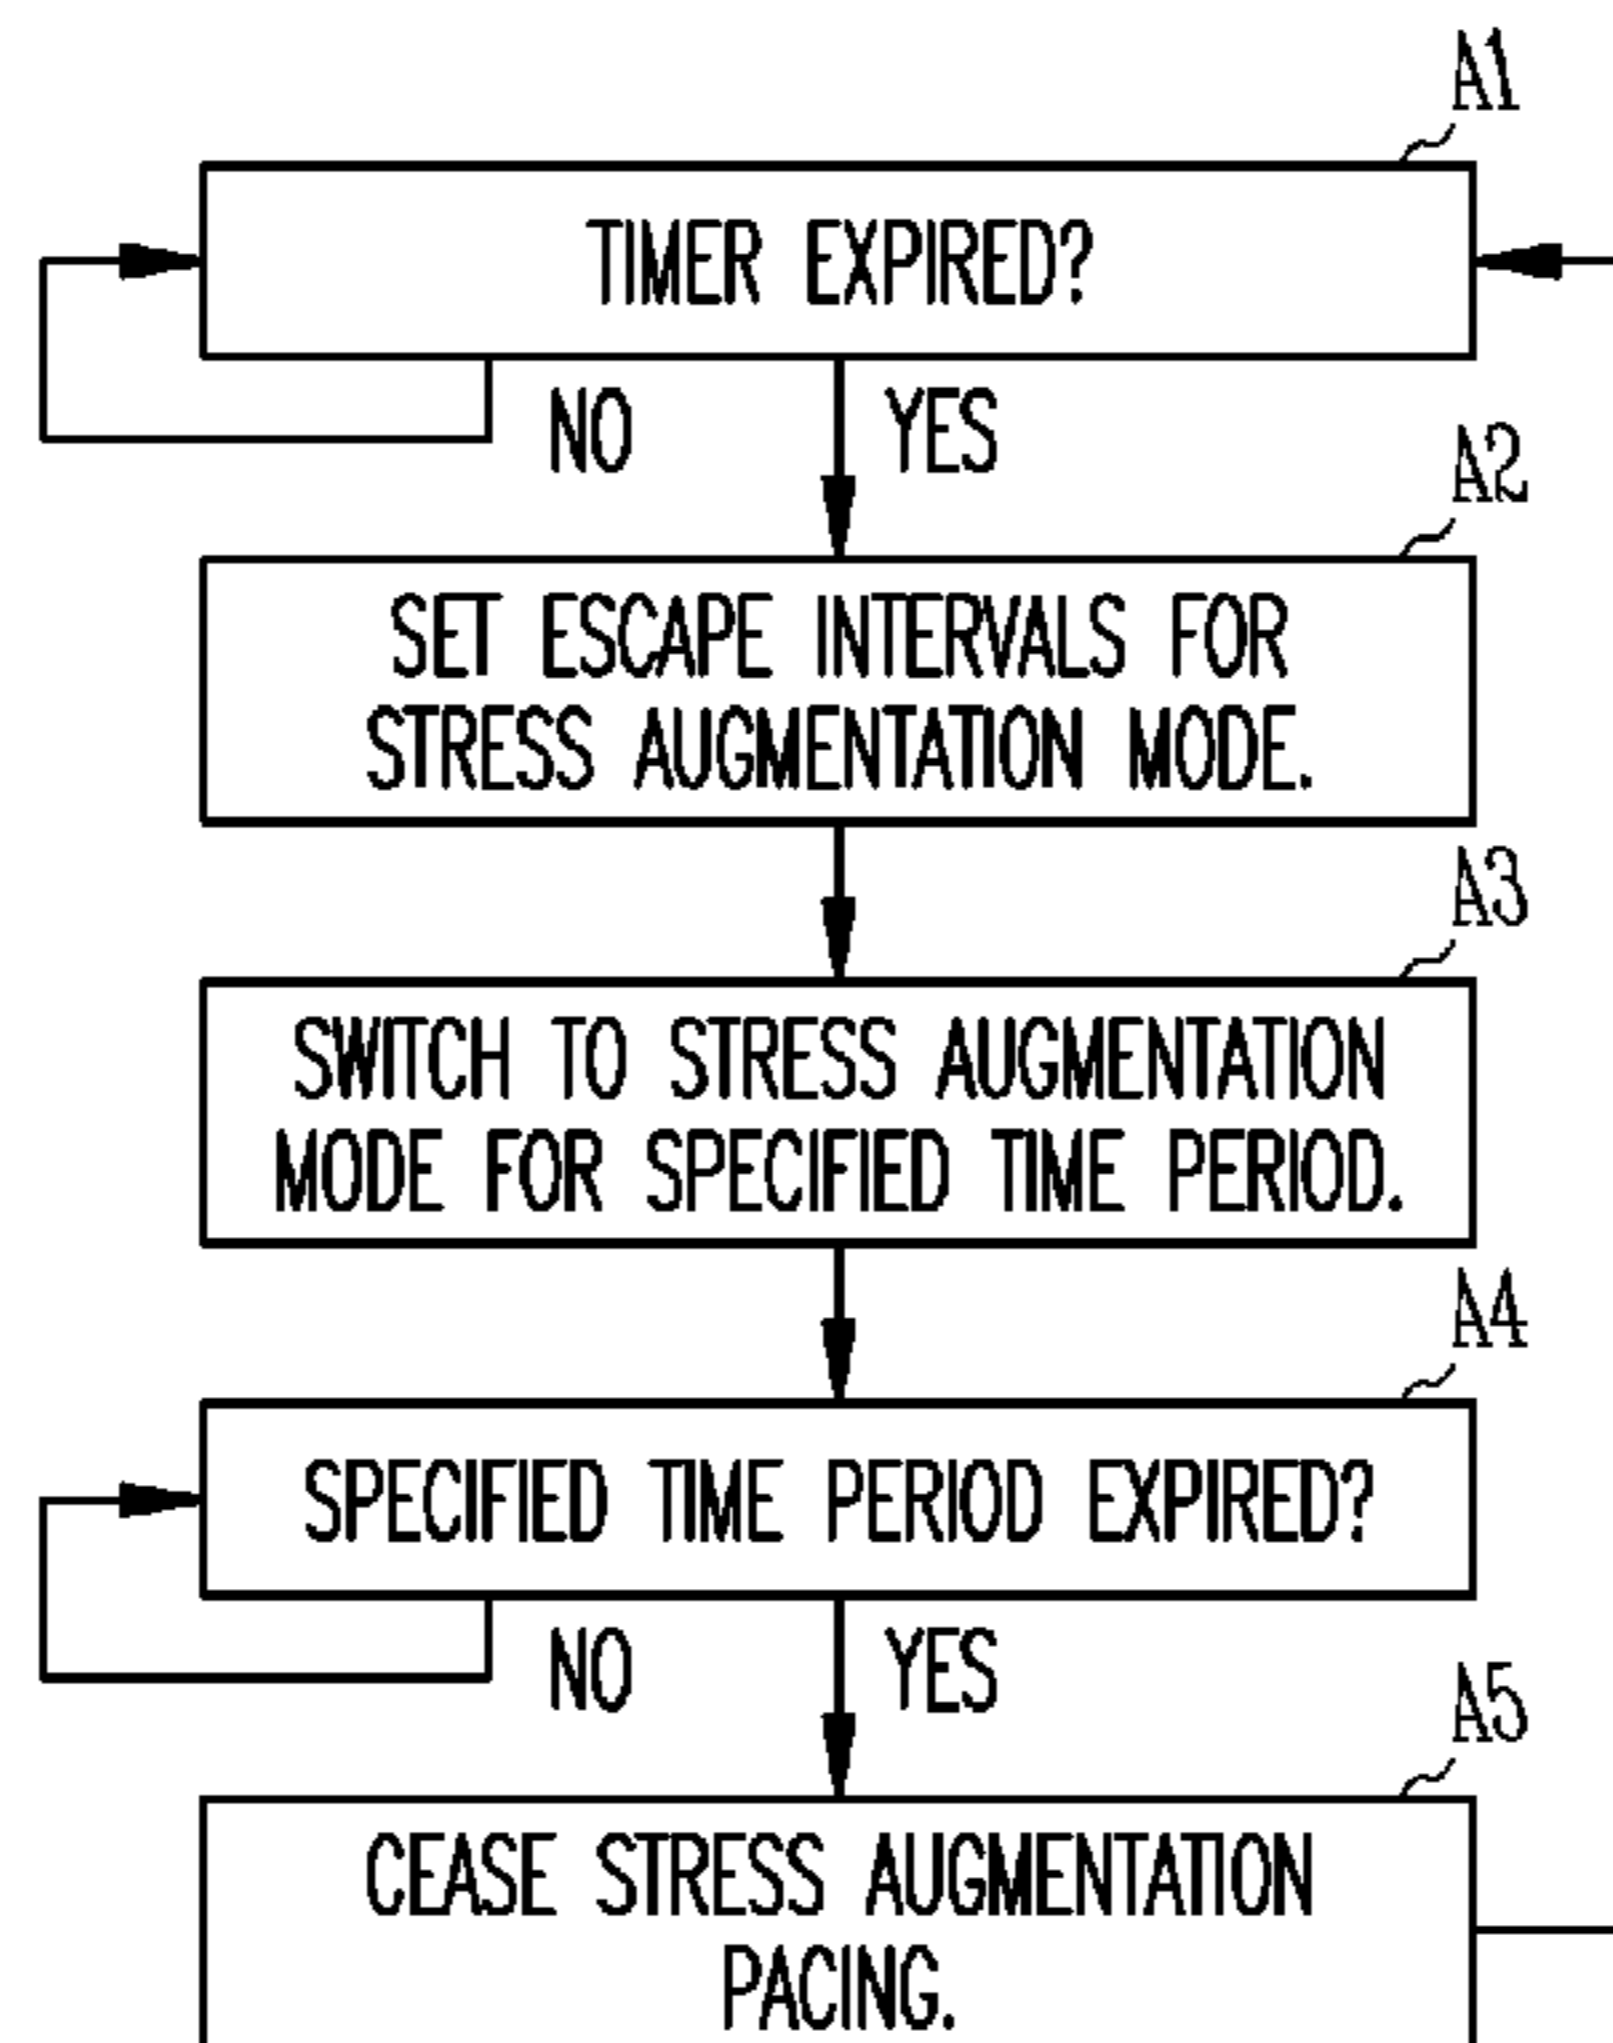 A1
TIMER EXPIRED?
NO
YES
A2
SET ESCAPE INTERVALS FOR
STRESS AUGMENTATION MODE.
A3
SWITCH TO STRESS AUGMENTATION
MODE FOR SPECIFIED TIME PERIOD.
A4
SPECIFIED TIME PERIOD EXPIRED?
NO
YES
A5
CEASE STRESS AUGMENTATION
PACING.